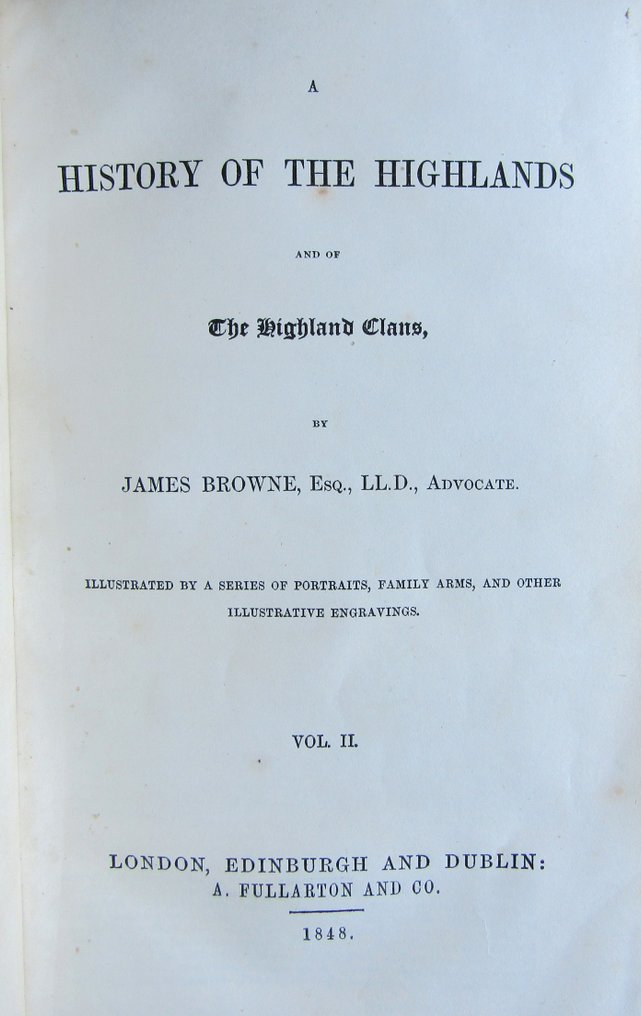 A
HISTORY OF THE HIGHLANDS
AND OF
The Highland Clans,
BY
JAMES BROWNE, Esq., LL.D., Advocate.
ILLUSTRATED BY A SERIES OF PORTRAITS, FAMILY ARMS, AND OTHER
ILLUSTRATIVE ENGRAVINGS.
VOL. II.
LONDON, EDINBURGH AND DUBLIN:
A. FULLARTON AND CO.
1848.